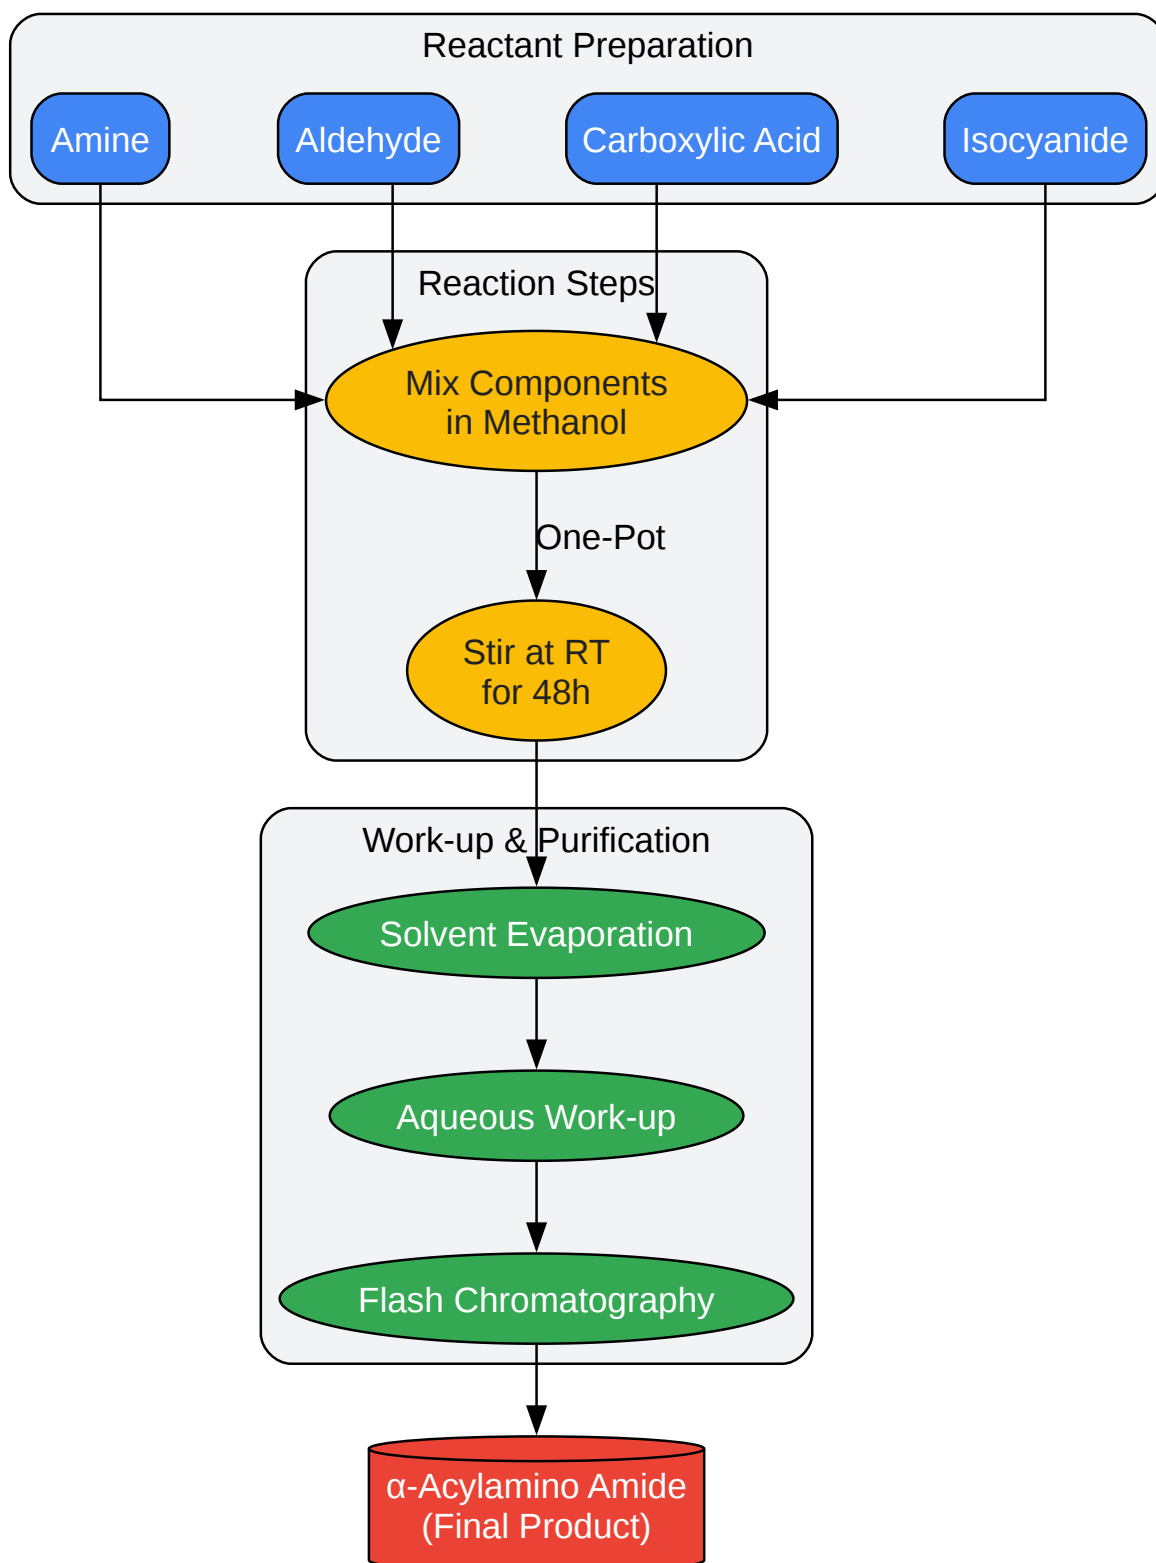 Reactant Preparation
Amine
Aldehyde
Carboxylic Acid
Isocyanide
Reaction Steps
Mix Components
in Methanol
One-Pot
Stir at RT
for 48h
Work-up & Purification
Solvent Evaporation
Aqueous Work-up
Flash Chromatography
α-Acylamino Amide
(Final Product)